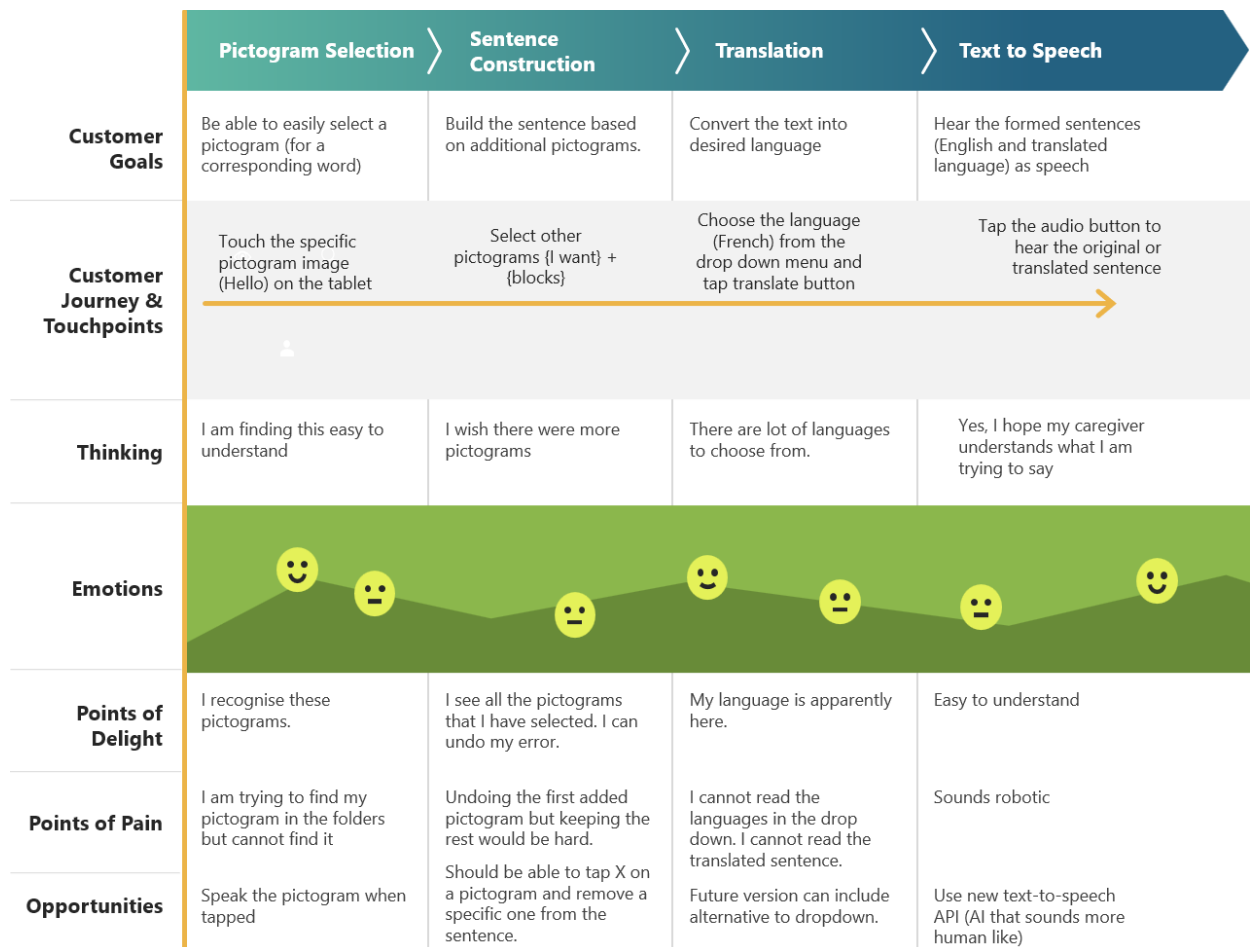 Pictogram Selection
Sentence
Construction
Translation
Text to Speech
Customer
Goals
Be able to easily select a
pictogram (for a
corresponding word)
Build the sentence based
on additional pictograms.
Convert the text into
desired language
Hear the formed sentences
(English and translated
language) as speech
Customer
Journey &
Touchpoints
Touch the specific
pictogram image
(Hello) on the tablet
Select other
pictograms {I want} +
{blocks}
Choose the language
(French) from the
drop down menu and
tap translate button
Tap the audio button to
hear the original or
translated sentence
Thinking
I am finding this easy to
understand
I wish there were more
pictograms
There are lot of languages
to choose from.
Yes, I hope my caregiver
understands what I am
trying to say
Emotions
Points of
Delight
I recognise these
pictograms.
I see all the pictograms
that I have selected. I can
undo my error.
My language is apparently
here.
Easy to understand
Points of Pain
I am trying to find my
pictogram in the folders
but cannot find it
Undoing the first added
pictogram but keeping the
rest would be hard.
I cannot read the
languages in the drop
down. I cannot read the
translated sentence.
Sounds robotic
Opportunities
Speak the pictogram when
tapped
Should be able to tap X on
a pictogram and remove a
specific one from the
sentence.
Future version can include
alternative to dropdown.
Use new text-to-speech
API (AI that sounds more
human like)